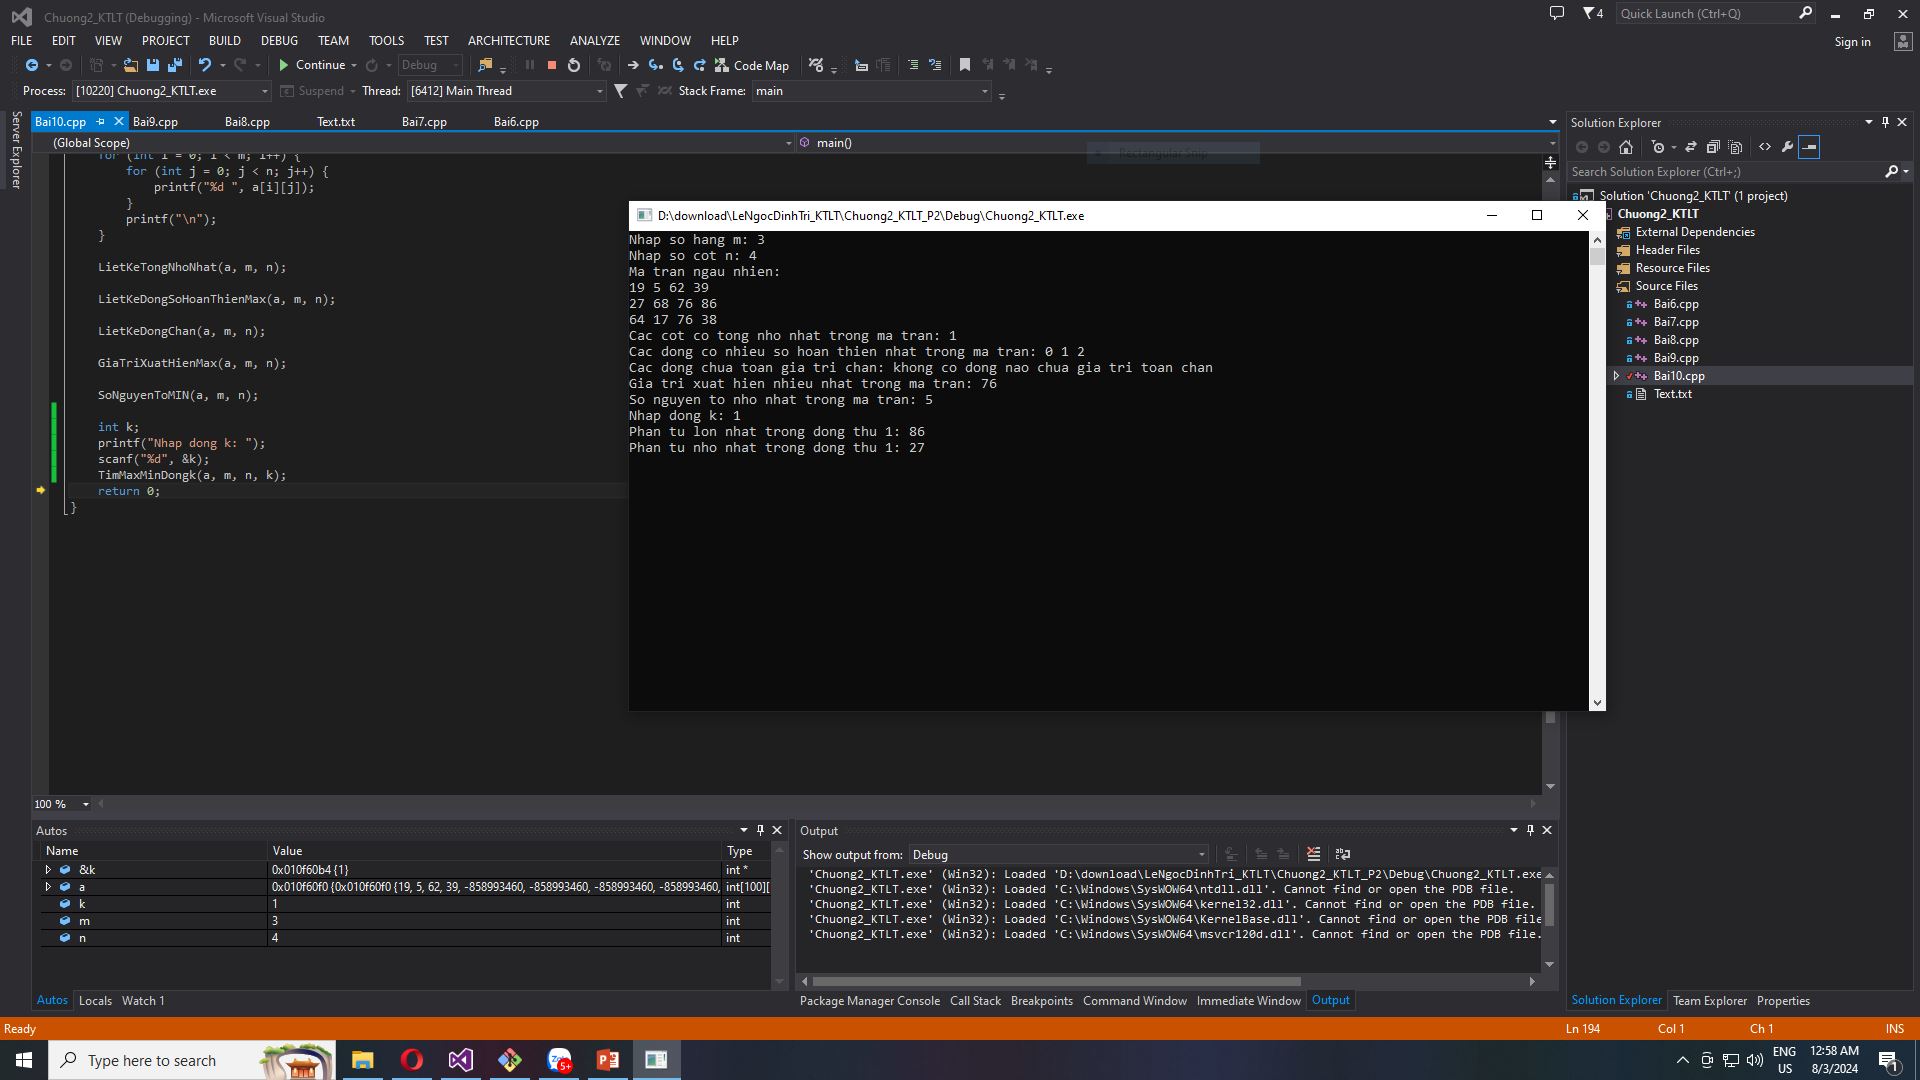 Chuong2_KTLT (Debugging) - Microsoft Visual Studio
4
Quick Launch (Ctrl+Q)
FILE EDIT VIEW PROJECT BUILD DEBUG TEAM TOOLS TEST ARCHITECTURE ANALYZE WINDOW HELP
Sign in
Continue Debug Code Map
Process: [10220] Chuong2_KTLT.exe Suspend Thread: [6412] Main Thread Stack Frame: main
Server Explorer
Bai10.cpp Bai9.cpp Bai8.cpp Text.txt Bai7.cpp Bai6.cpp
(Global Scope) main()
Rectangular Snip
for (int i = 0; i < m; i++) {
for (int j = 0; j < n; j++) {
printf("%d ", a[i][j]);
}
printf("\n");
}
LietKeTongNhoNhat(a, m, n);
LietKeDongSoHoanThienMax(a, m, n);
LietKeDongChan(a, m, n);
GiaTriXuatHienMax(a, m, n);
SoNguyenToMIN(a, m, n);
int k;
printf("Nhap dong k: ");
scanf("%d", &k);
TimMaxMinDongk(a, m, n, k);
return 0;
}
D:\download\LeNgocDinhTri_KTLT\Chuong2_KTLT_P2\Debug\Chuong2_KTLT.exe
Nhap so hang m: 3
Nhap so cot n: 4
Ma tran ngau nhien:
19 5 62 39
27 68 76 86
64 17 76 38
Cac cot co tong nho nhat trong ma tran: 1
Cac dong co nhieu so hoan thien nhat trong ma tran: 0 1 2
Cac dong chua toan gia tri chan: khong co dong nao chua gia tri toan chan
Gia tri xuat hien nhieu nhat trong ma tran: 76
So nguyen to nho nhat trong ma tran: 5
Nhap dong k: 1
Phan tu lon nhat trong dong thu 1: 86
Phan tu nho nhat trong dong thu 1: 27
Solution Explorer
Search Solution Explorer (Ctrl+;)
Solution 'Chuong2_KTLT' (1 project)
Chuong2_KTLT
External Dependencies
Header Files
Resource Files
Source Files
Bai6.cpp
Bai7.cpp
Bai8.cpp
Bai9.cpp
Bai10.cpp
Text.txt
100 %
Autos
Name Value Type
&k 0x010f60b4 {1} int *
a 0x010f60f0 {0x010f60f0 {19, 5, 62, 39, -858993460, -858993460, -858993460, -858993460, int[100][
k 1 int
m 3 int
n 4 int
Autos Locals Watch 1
Output
Show output from: Debug
'Chuong2_KTLT.exe' (Win32): Loaded 'D:\download\LeNgocDinhTri_KTLT\Chuong2_KTLT_P2\Debug\Chuong2_KTLT.exe
'Chuong2_KTLT.exe' (Win32): Loaded 'C:\Windows\SysWOW64\ntdll.dll'. Cannot find or open the PDB file.
'Chuong2_KTLT.exe' (Win32): Loaded 'C:\Windows\SysWOW64\kernel32.dll'. Cannot find or open the PDB file.
'Chuong2_KTLT.exe' (Win32): Loaded 'C:\Windows\SysWOW64\KernelBase.dll'. Cannot find or open the PDB file.
'Chuong2_KTLT.exe' (Win32): Loaded 'C:\Windows\SysWOW64\msvcr120d.dll'. Cannot find or open the PDB file.
Package Manager Console Call Stack Breakpoints Command Window Immediate Window Output
Solution Explorer Team Explorer Properties
Ready
Ln 194 Col 1 Ch 1 INS
Type here to search
5+
ENG
US
12:58 AM
8/3/2024
1